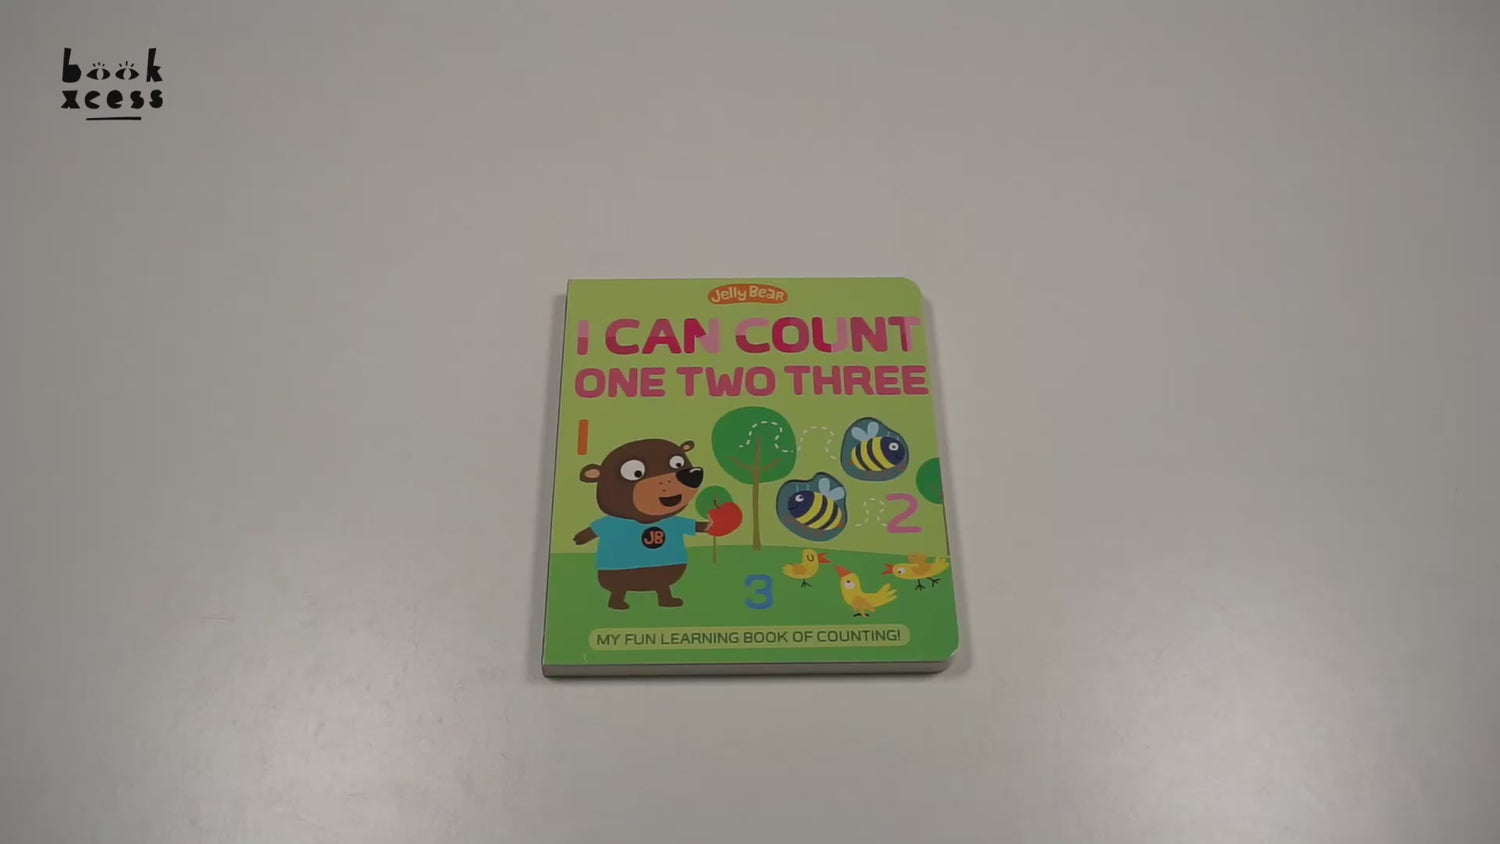 book
xcess
Jelly Bear
I CAN COUNT
ONE TWO THREE
1
JB
2
3
MY FUN LEARNING BOOK OF COUNTING!